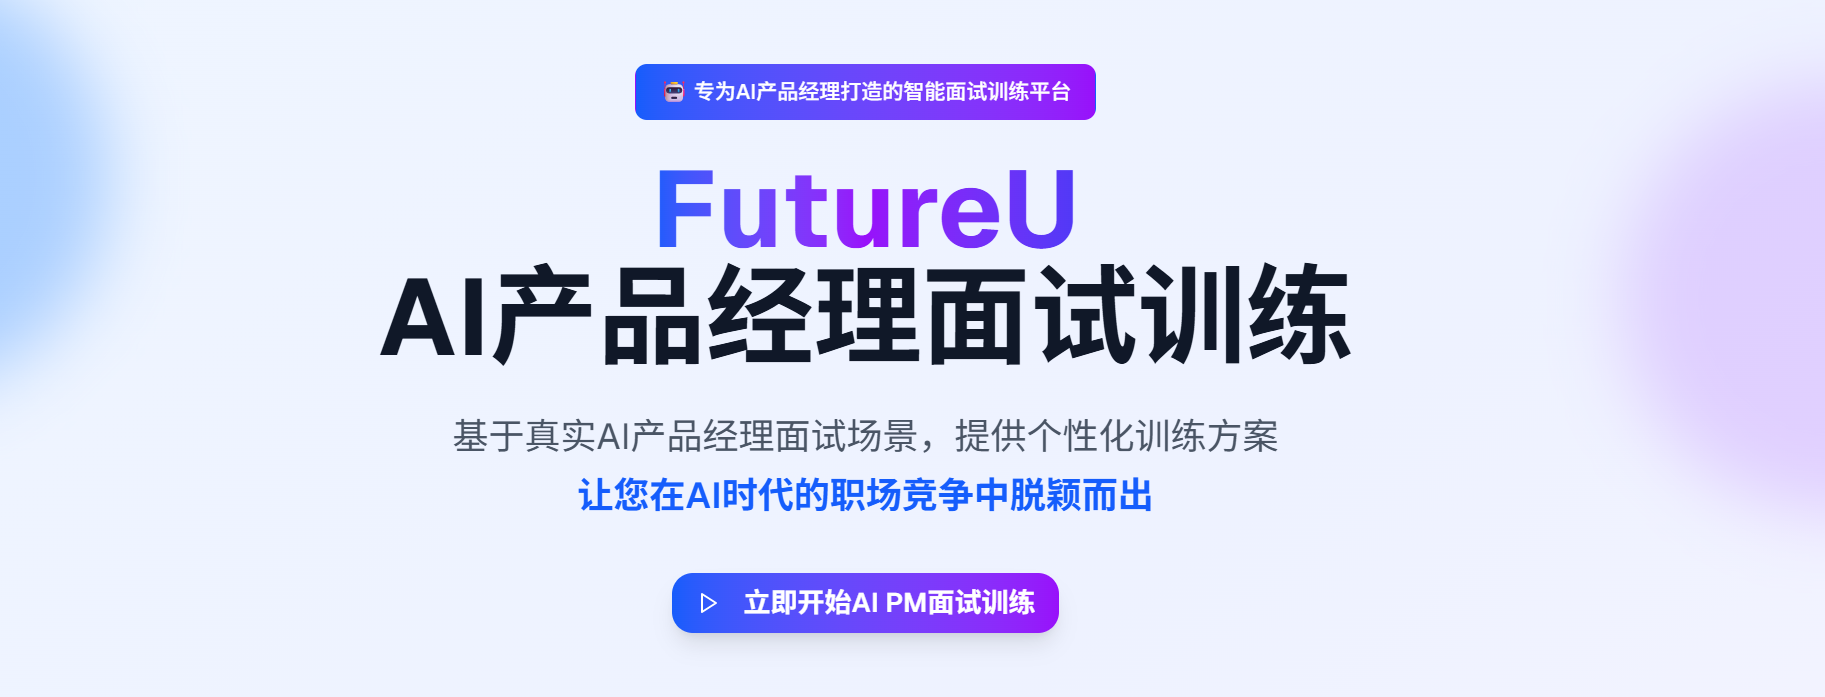 专为AI产品经理打造的智能面试训练平台
FutureU
AI产品经理面试训练
基于真实AI产品经理面试场景，提供个性化训练方案
让您在AI时代的职场竞争中脱颖而出
立即开始AI PM面试训练